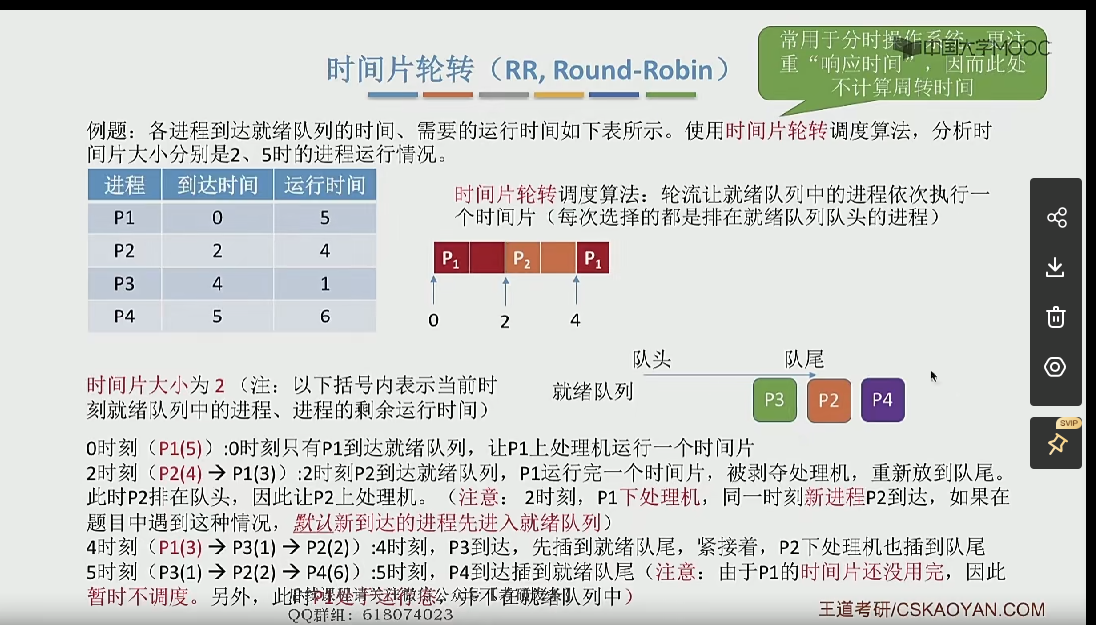 常用于分时操作系统，更注
重“响应时间”，因而此处
不计算周转时间
中国大学MOOC
时间片轮转（RR, Round-Robin）
例题：各进程到达就绪队列的时间、需要的运行时间如下表所示。使用时间片轮转调度算法，分析时
间片大小分别是2、5时的进程运行情况。
进程 到达时间 运行时间
P1 0 5
P2 2 4
P3 4 1
P4 5 6
时间片轮转调度算法：轮流让就绪队列中的进程依次执行一
个时间片（每次选择的都是排在就绪队列队头的进程）
P1 P2 P1
0 2 4
队头 队尾
就绪队列 P3 P2 P4
时间片大小为 2（注：以下括号内表示当前时
刻就绪队列中的进程、进程的剩余运行时间）
0时刻（P1(5)）:0时刻只有P1到达就绪队列，让P1上处理机运行一个时间片
2时刻（P2(4) → P1(3)）:2时刻P2到达就绪队列，P1运行完一个时间片，被剥夺处理机，重新放到队尾。
此时P2排在队头，因此让P2上处理机。（注意： 2时刻，P1下处理机，同一时刻新进程P2到达，如果在
题目中遇到这种情况，默认新到达的进程先进入就绪队列）
4时刻（P1(3) → P3(1) → P2(2)）:4时刻，P3到达，先插到就绪队尾，紧接着，P2下处理机也插到队尾
5时刻（P3(1) → P2(2) → P4(6)）:5时刻，P4到达插到就绪队尾（注意：由于P1的时间片还没用完，因此
暂时不调度。另外，此时P1处于运行态，并不在就绪队列中）
QQ群组：618074023
王道考研/CSKAOYAN.COM
SVIP